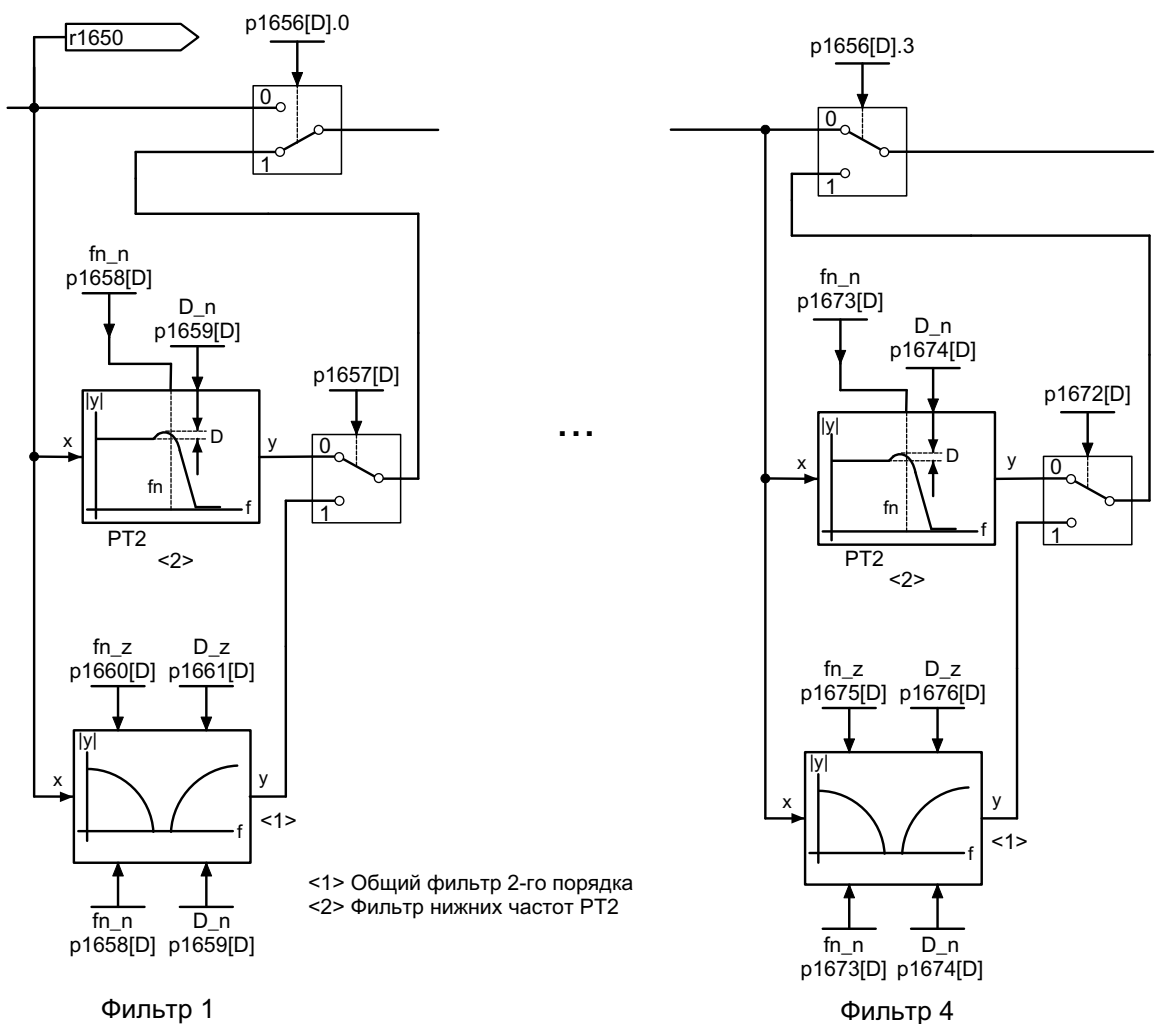 r1650
p1656[D].0
0
1
fn_n
p1658[D]
D_n
p1659[D]
p1657[D]
|y|
D
x
y
fn
f
0
1
PT2
<2>
fn_z
p1660[D]
D_z
p1661[D]
|y|
x
y
f
<1>
fn_n
p1658[D]
D_n
p1659[D]
Фильтр 1
...
<1> Общий фильтр 2-го порядка
<2> Фильтр нижних частот PT2
p1656[D].3
0
1
fn_n
p1673[D]
D_n
p1674[D]
p1672[D]
|y|
D
x
y
fn
f
0
1
PT2
<2>
fn_z
p1675[D]
D_z
p1676[D]
|y|
x
y
f
<1>
fn_n
p1673[D]
D_n
p1674[D]
Фильтр 4